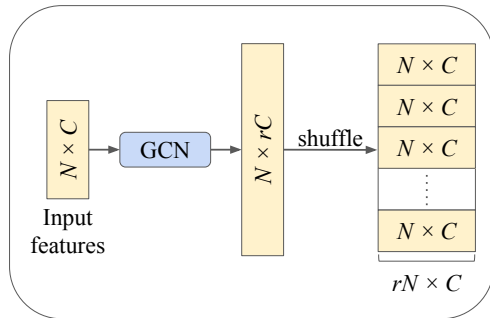 N × C
Input
features
GCN
N × rC
shuffle
N × C
N × C
N × C
N × C
rN × C